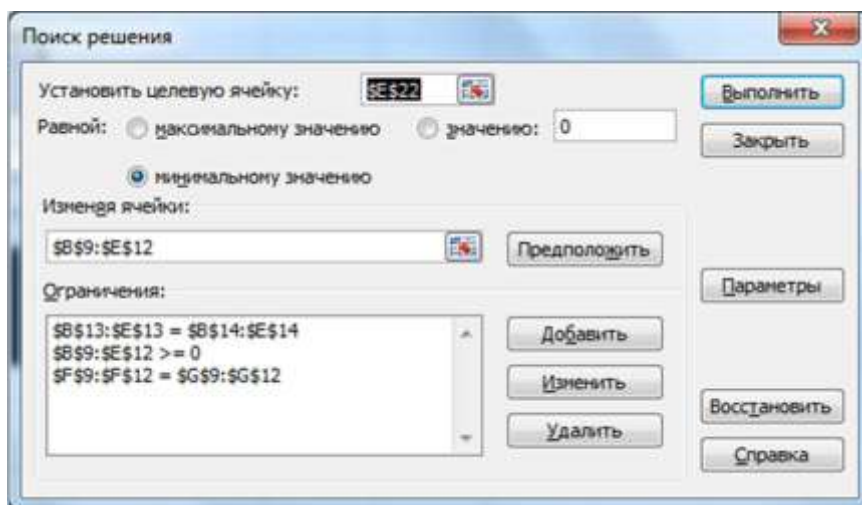 Поиск решения
Установить целевую ячейку: $E$22
Выполнить
Равной: максимальному значению значению: 0
Закрыть
минимальному значению
Изменяя ячейки:
$B$9:$E$12
Предположить
Параметры
Ограничения:
$B$13:$E$13 = $B$14:$E$14
$B$9:$E$12 >= 0
$F$9:$F$12 = $G$9:$G$12
Добавить
Изменить
Удалить
Восстановить
Справка